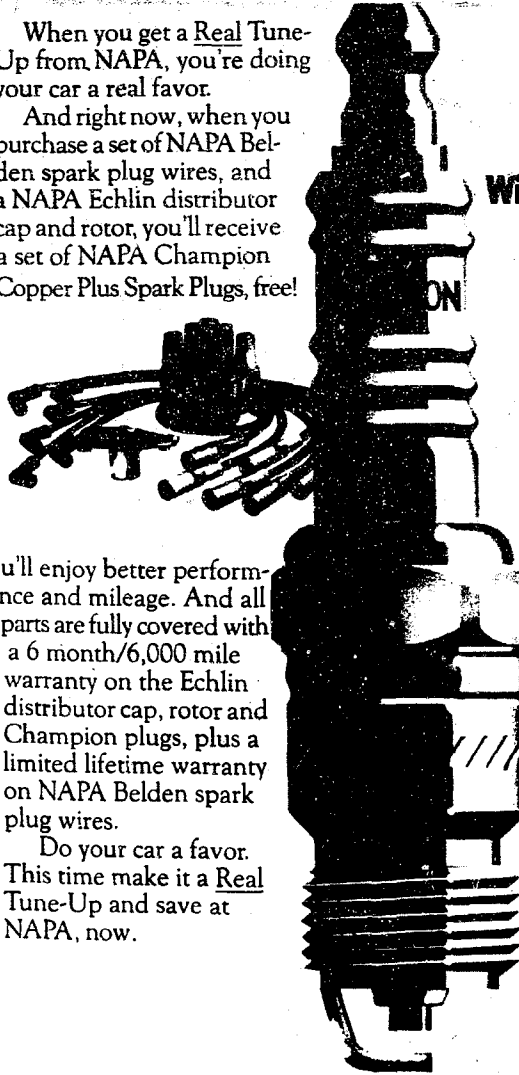 When you get a Real Tune-
Up from NAPA, you're doing
your car a real favor.
And right now, when you
purchase a set of NAPA Bel-
den spark plug wires, and
a NAPA Echlin distributor
cap and rotor, you'll receive
a set of NAPA Champion
Copper Plus Spark Plugs, free!
Wi
ON
u'll enjoy better perform-
nce and mileage. And all
parts are fully covered with
a 6 month/6,000 mile
warranty on the Echlin
distributor cap, rotor and
Champion plugs, plus a
limited lifetime warranty
on NAPA Belden spark
plug wires.
Do your car a favor.
This time make it a Real
Tune-Up and save at
NAPA, now.